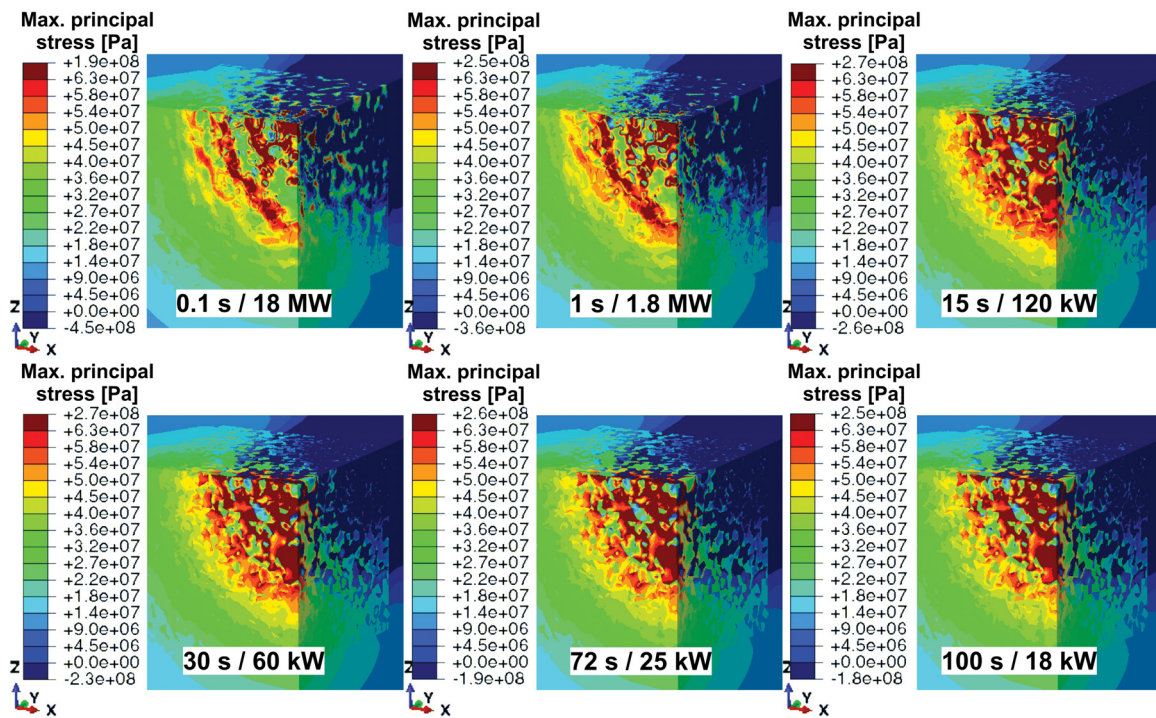 Max. principal
stress [Pa]
+1.9e+08
+6.3e+07
+5.8e+07
+5.4e+07
+5.0e+07
+4.5e+07
+4.1e+07
+3.6e+07
+3.2e+07
+2.7e+07
+2.2e+07
+1.8e+07
+1.4e+07
+9.0e+06
+4.5e+06
+0.0e+00
-4.5e+08
Z
Y
X
0.1 s / 18 MW
Max. principal
stress [Pa]
+2.5e+08
+6.3e+07
+5.8e+07
+5.4e+07
+5.0e+07
+4.5e+07
+4.1e+07
+3.6e+07
+3.2e+07
+2.7e+07
+2.2e+07
+1.8e+07
+1.4e+07
+9.0e+06
+4.5e+06
+0.0e+00
-3.6e+08
Z
Y
X
1 s / 1.8 MW
Max. principal
stress [Pa]
+2.7e+08
+6.3e+07
+5.8e+07
+5.4e+07
+5.0e+07
+4.5e+07
+4.1e+07
+3.6e+07
+3.2e+07
+2.7e+07
+2.2e+07
+1.8e+07
+1.4e+07
+9.0e+06
+4.5e+06
+0.0e+00
-2.6e+08
Z
Y
X
15 s / 120 kW
Max. principal
stress [Pa]
+2.7e+08
+6.3e+07
+5.8e+07
+5.4e+07
+5.0e+07
+4.5e+07
+4.1e+07
+3.6e+07
+3.2e+07
+2.7e+07
+2.2e+07
+1.8e+07
+1.4e+07
+9.0e+06
+4.5e+06
+0.0e+00
-2.3e+08
Z
Y
X
30 s / 60 kW
Max. principal
stress [Pa]
+2.6e+08
+6.3e+07
+5.8e+07
+5.4e+07
+5.0e+07
+4.5e+07
+4.1e+07
+3.6e+07
+3.2e+07
+2.7e+07
+2.2e+07
+1.8e+07
+1.4e+07
+9.0e+06
+4.5e+06
+0.0e+00
-1.9e+08
Z
Y
X
72 s / 25 kW
Max. principal
stress [Pa]
+2.5e+08
+6.3e+07
+5.8e+07
+5.4e+07
+5.0e+07
+4.5e+07
+4.1e+07
+3.6e+07
+3.2e+07
+2.7e+07
+2.2e+07
+1.8e+07
+1.4e+07
+9.0e+06
+4.5e+06
+0.0e+00
-1.8e+08
Z
Y
X
100 s / 18 kW